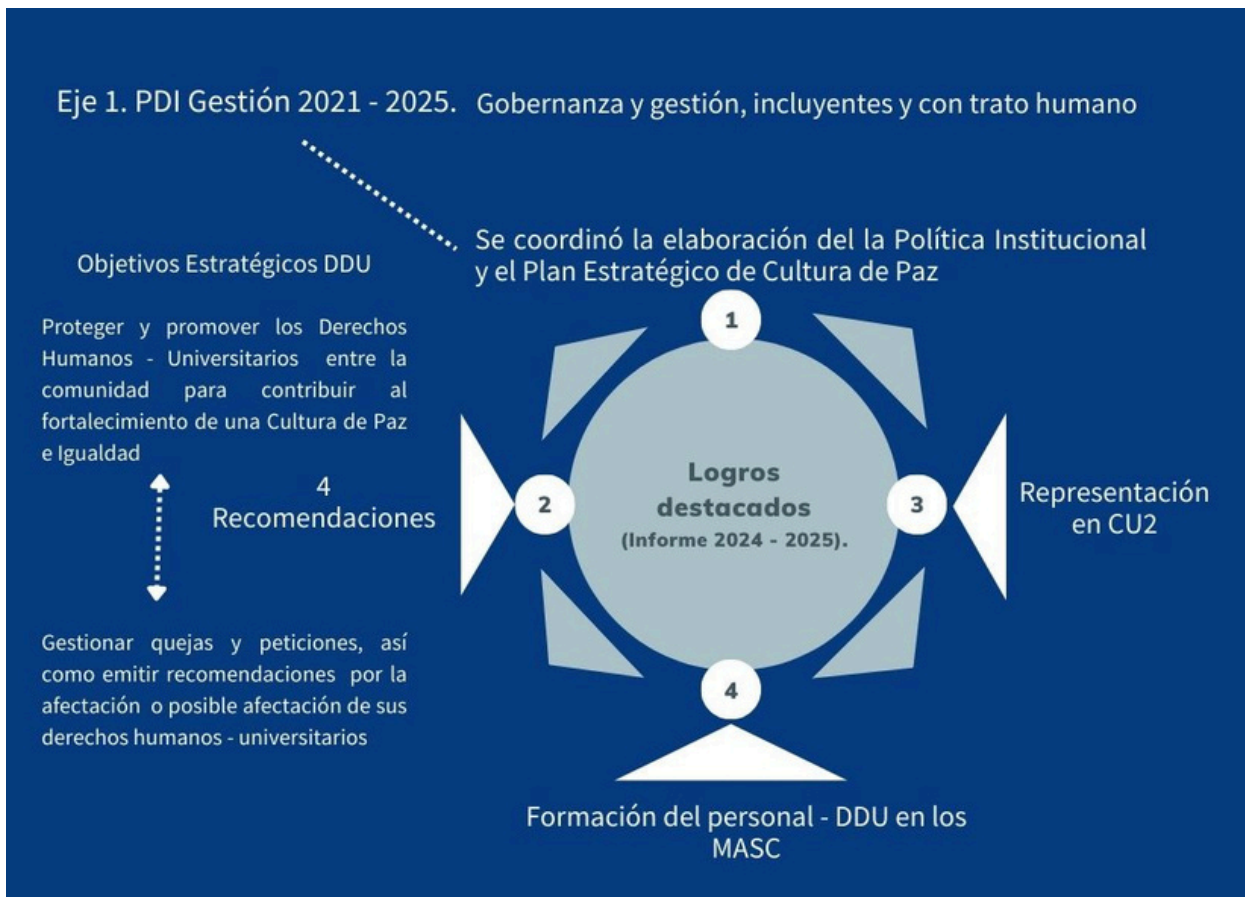 Eje 1. PDI Gestión 2021 - 2025. Gobernanza y gestión, incluyentes y con trato humano
Se coordinó la elaboración del la Política Institucional
y el Plan Estratégico de Cultura de Paz
Objetivos Estratégicos DDU
Proteger y promover los Derechos
Humanos - Universitarios entre la
comunidad para contribuir al
fortalecimiento de una Cultura de Paz
e Igualdad
Gestionar quejas y peticiones, así
como emitir recomendaciones por la
afectación o posible afectación de sus
derechos humanos - universitarios
1
4
Recomendaciones
2
Logros
destacados
(Informe 2024 - 2025).
3
Representación
en CU2
4
Formación del personal - DDU en los
MASC